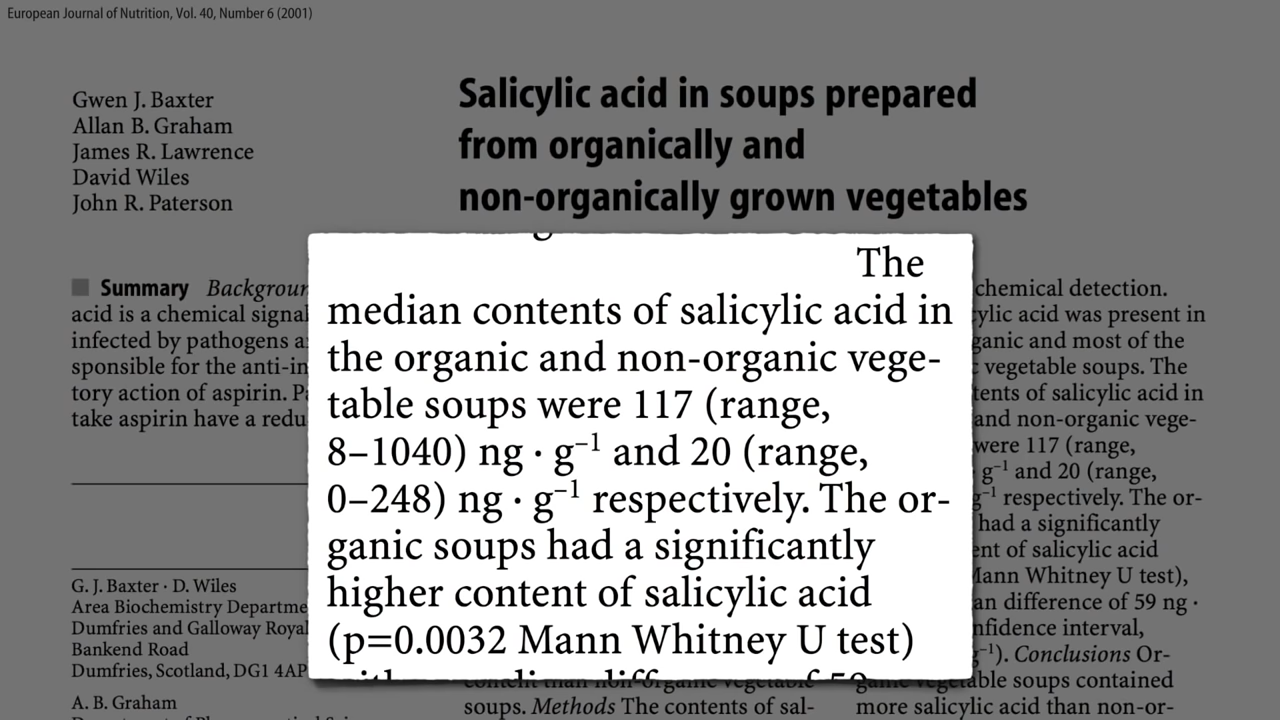 European Journal of Nutrition, Vol. 40, Number 6 (2001)
Gwen J. Baxter
Allan B. Graham
James R. Lawrence
David Wiles
John R. Paterson
Salicylic acid in soups prepared
from organically and
non-organically grown vegetables
■ Summary Backgroun
acid is a chemical signal
infected by pathogens a
sponsible for the anti-in
tory action of aspirin. P
take aspirin have a redu
G. J. Baxter · D. Wiles
Area Biochemistry Departme
Dumfries and Galloway Royal
Bankend Road
Dumfries, Scotland, DG1 4AP
A. B. Graham
The
median contents of salicylic acid in
the organic and non-organic vege-
table soups were 117 (range,
8–1040) ng · g⁻¹ and 20 (range,
0–248) ng · g⁻¹ respectively. The or-
ganic soups had a significantly
higher content of salicylic acid
(p=0.0032 Mann Whitney U test)
soups. Methods The contents of sal-
chemical detection.
ylic acid was present in
ganic and most of the
vegetable soups. The
tents of salicylic acid in
and non-organic vege-
were 117 (range,
g⁻¹ and 20 (range,
g⁻¹ respectively. The or-
had a significantly
ent of salicylic acid
Mann Whitney U test),
an difference of 59 ng ·
nfidence interval,
g⁻¹). Conclusions Or-
ganic vegetable soups contained
more salicylic acid than non-or-